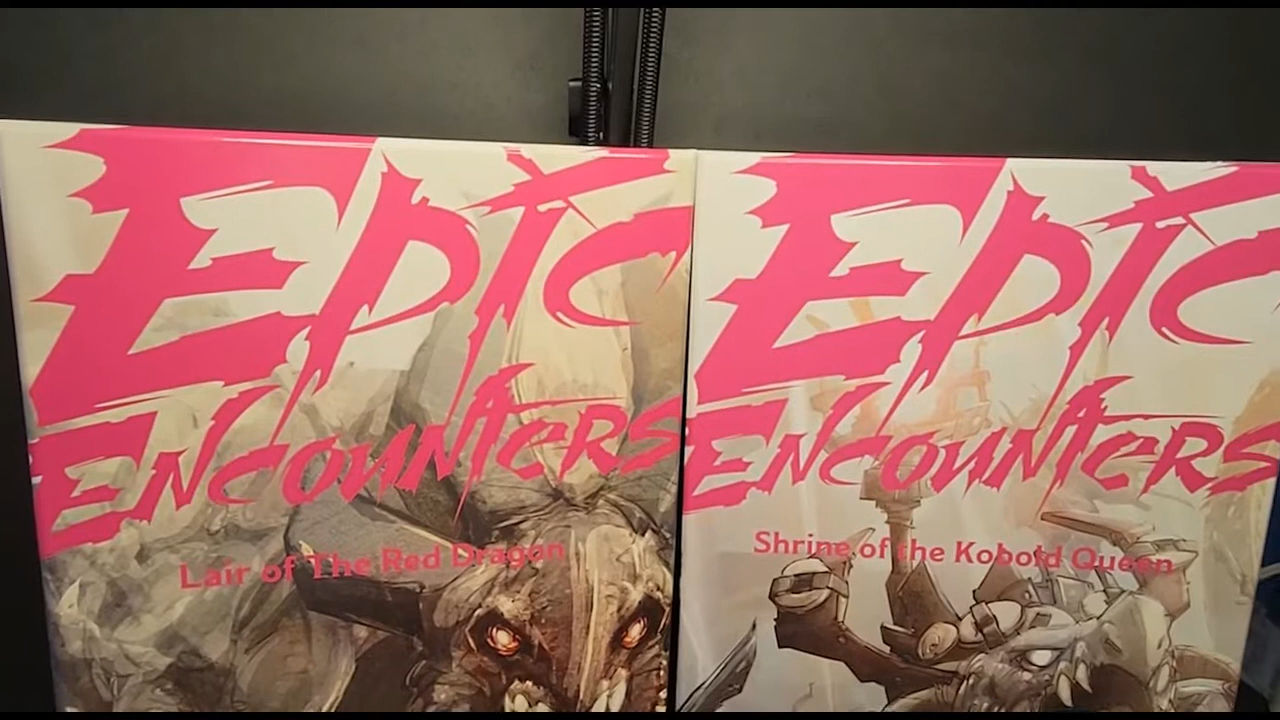 EPIC
ENCOUNTERS
Lair of The Red Dragon
EPIC
ENCOUNTERS
Shrine of the Kobold Queen